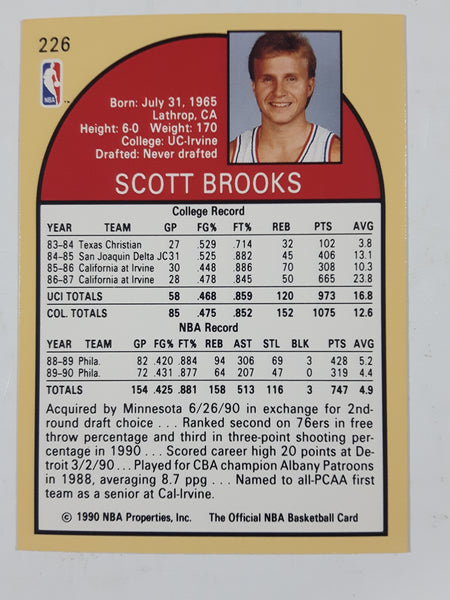 226
NBA
Born: July 31, 1965
Lathrop, CA
Height: 6-0 Weight: 170
College: UC-Irvine
Drafted: Never drafted
SCOTT BROOKS
College Record
YEAR TEAM GP FG% FT% REB PTS AVG
83-84 Texas Christian 27 .529 .714 32 102 3.8
84-85 San Joaquin Delta JC 31 .525 .882 45 406 13.1
85-86 California at Irvine 30 .448 .886 70 308 10.3
86-87 California at Irvine 28 .478 .845 50 665 23.8
UCI TOTALS 58 .468 .859 120 973 16.8
COL. TOTALS 85 .475 .852 152 1075 12.6
NBA Record
YEAR TEAM GP FG% FT% REB AST STL BLK PTS AVG
88-89 Phila. 82 .420 .884 94 306 69 3 428 5.2
89-90 Phila. 72 .431 .877 64 207 47 0 319 4.4
TOTALS 154 .425 .881 158 513 116 3 747 4.9
Acquired by Minnesota 6/26/90 in exchange for 2nd-
round draft choice . . . Ranked second on 76ers in free
throw percentage and third in three-point shooting per-
centage in 1990 . . . Scored career high 20 points at De-
troit 3/2/90 . . . Played for CBA champion Albany Patroons
in 1988, averaging 8.7 ppg . . . Named to all-PCAA first
team as a senior at Cal-Irvine.
© 1990 NBA Properties, Inc. The Official NBA Basketball Card